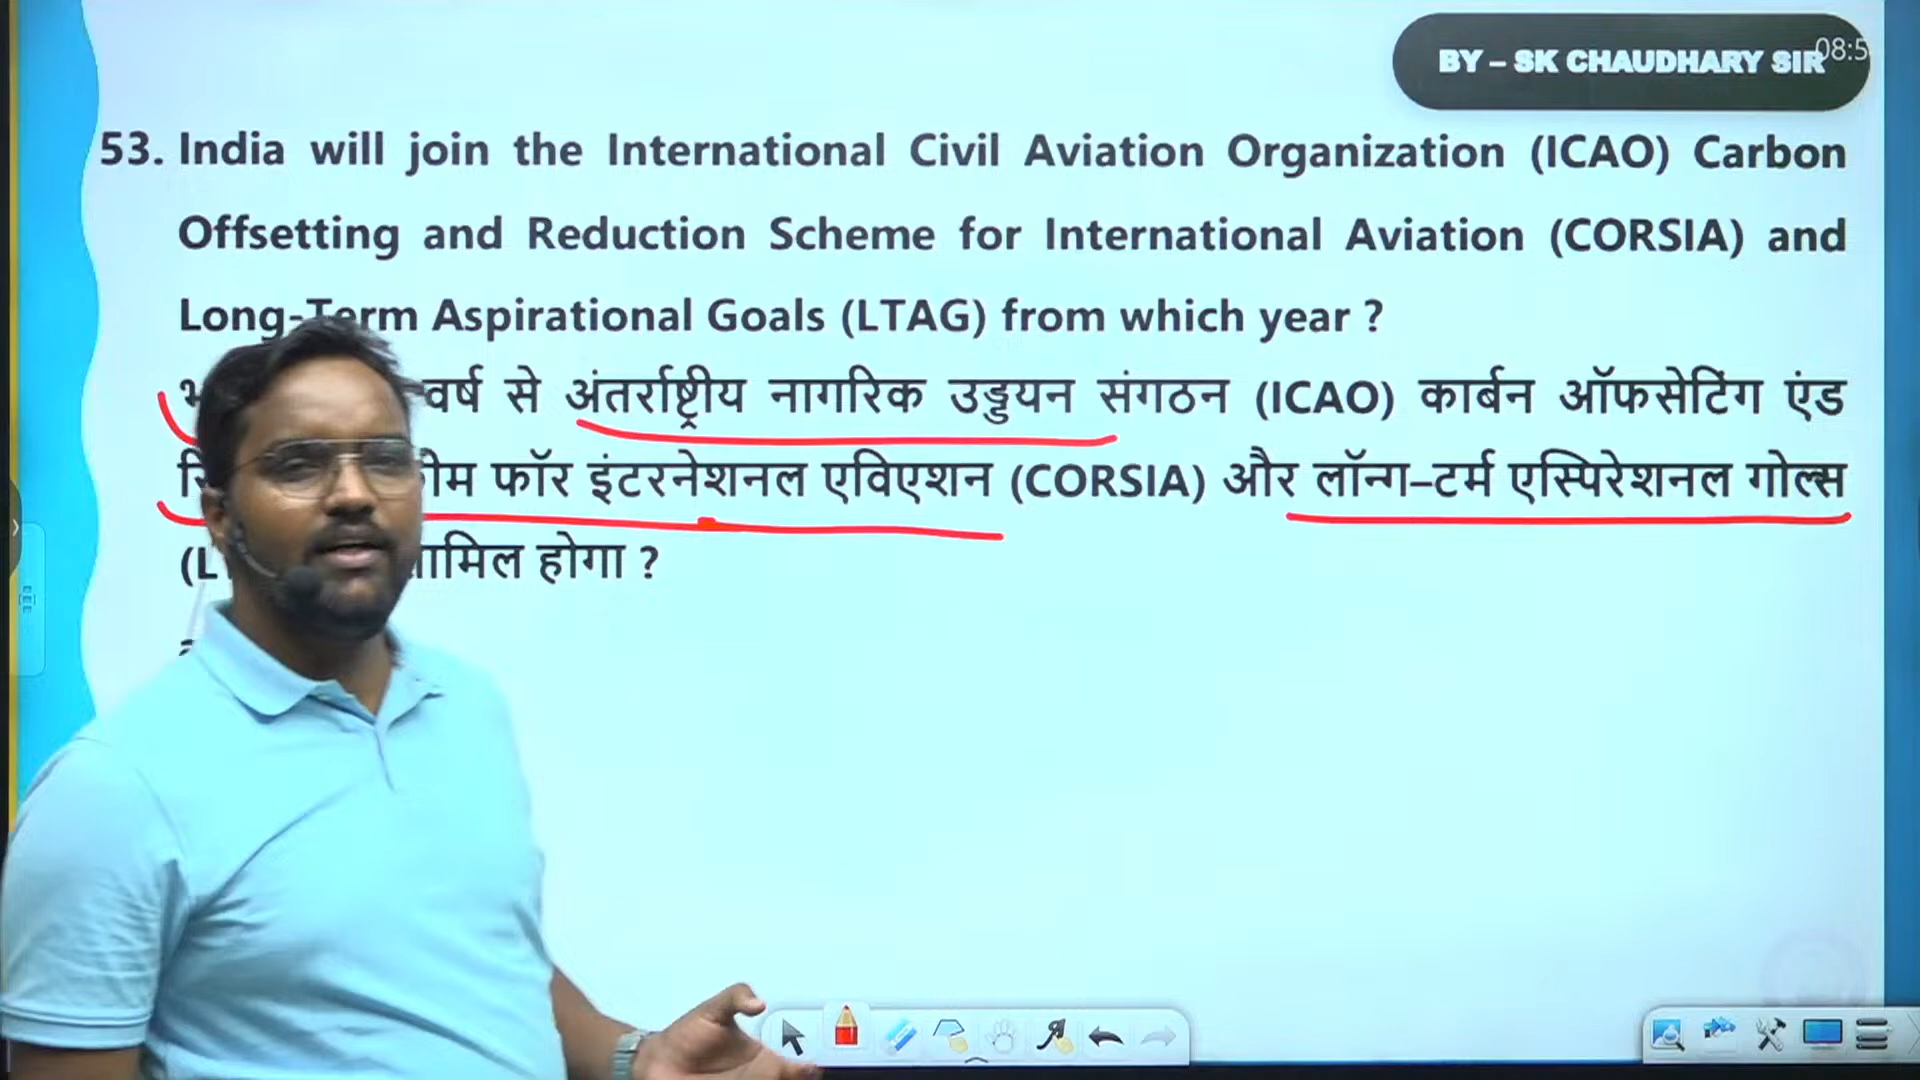 BY – SK CHAUDHARY SIR
08:5
53. India will join the International Civil Aviation Organization (ICAO) Carbon
Offsetting and Reduction Scheme for International Aviation (CORSIA) and
Long-Term Aspirational Goals (LTAG) from which year ?
वर्ष से अंतर्राष्ट्रीय नागरिक उड्डयन संगठन (ICAO) कार्बन ऑफसेटिंग एंड
फॉर इंटरनेशनल एविएशन (CORSIA) और लॉन्ग–टर्म एस्पिरेशनल गोल्स
होगा ?